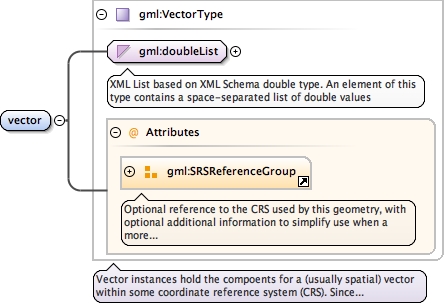 gml:VectorType
gml:doubleList
XML List based on XML Schema double type. An element of this
type contains a space-separated list of double values
vector
@ Attributes
gml:SRSReferenceGroup
Optional reference to the CRS used by this geometry, with
optional additional information to simplify use when a
more...
Vector instances hold the compoents for a (usually spatial) vector
within some coordinate reference system (CRS). Since...